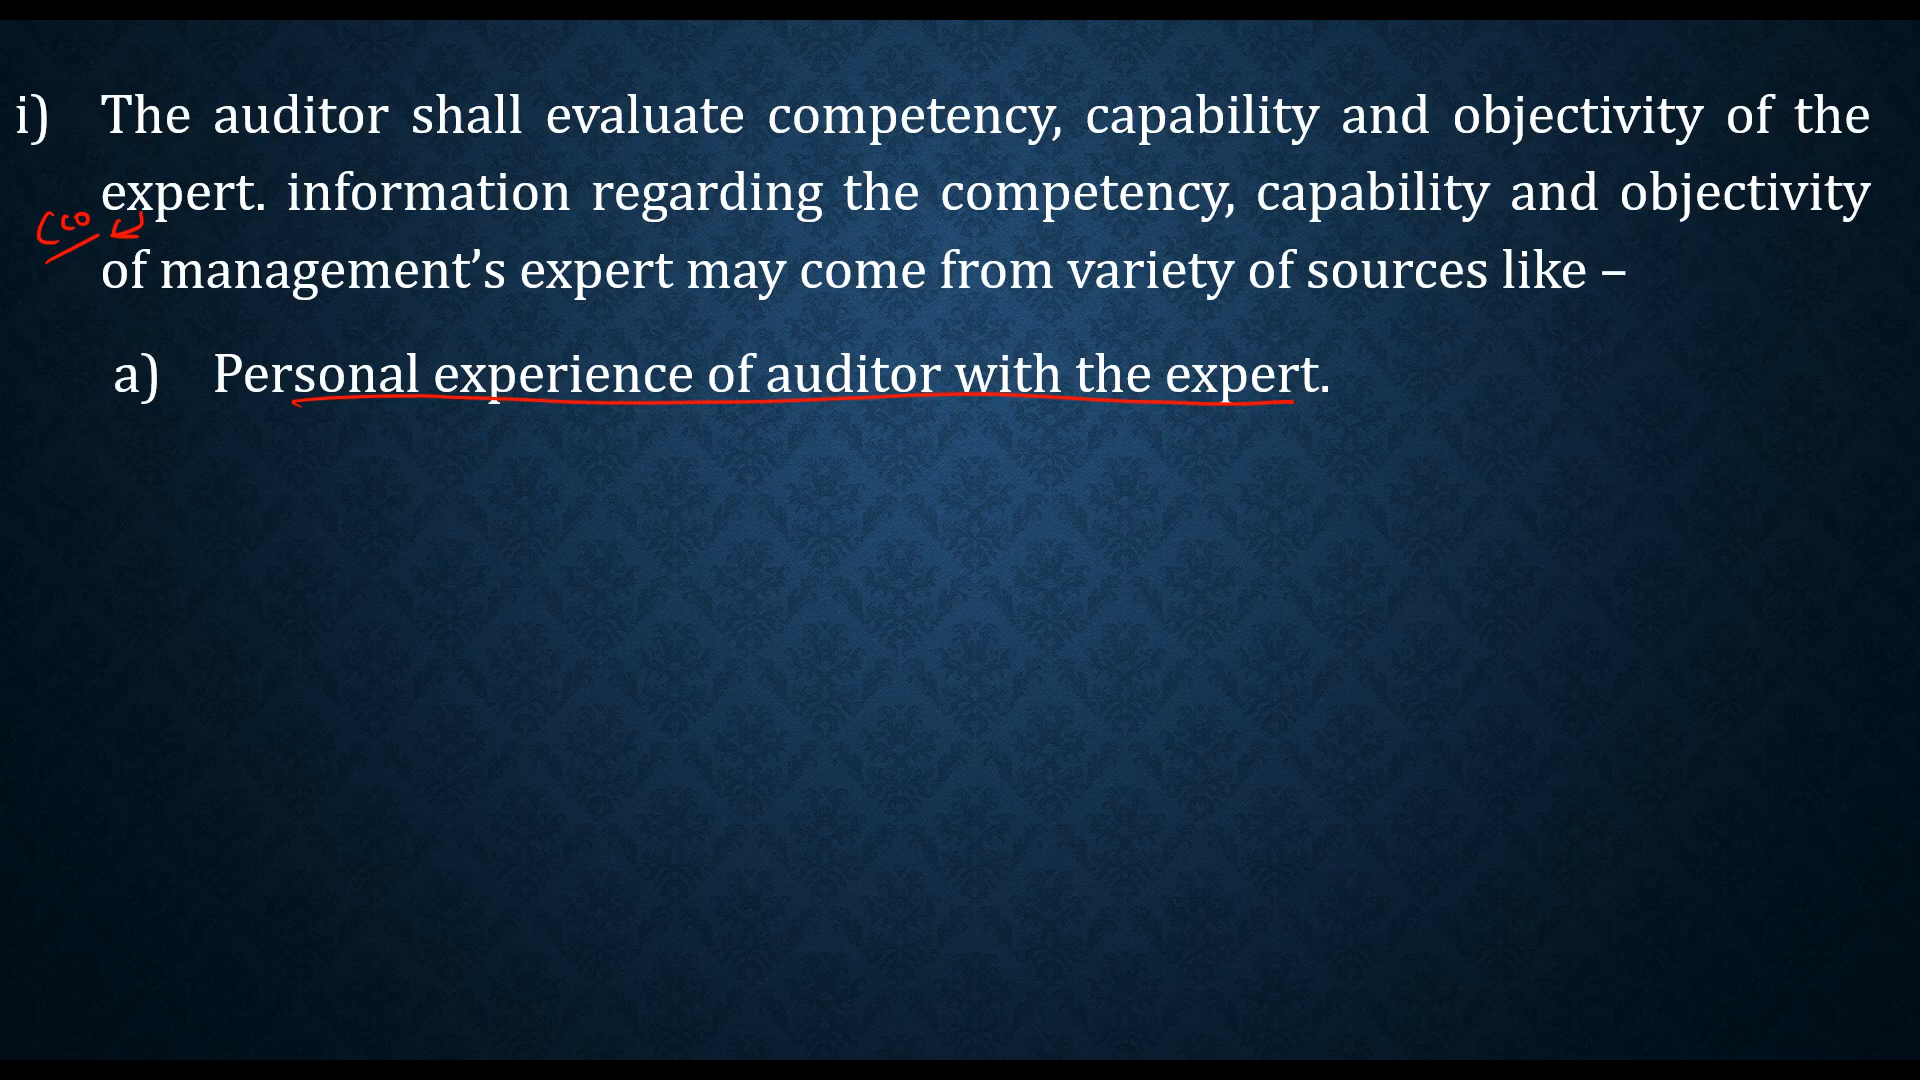 i) The auditor shall evaluate competency, capability and objectivity of the
expert. information regarding the competency, capability and objectivity
CCO
of management’s expert may come from variety of sources like –
a) Personal experience of auditor with the expert.